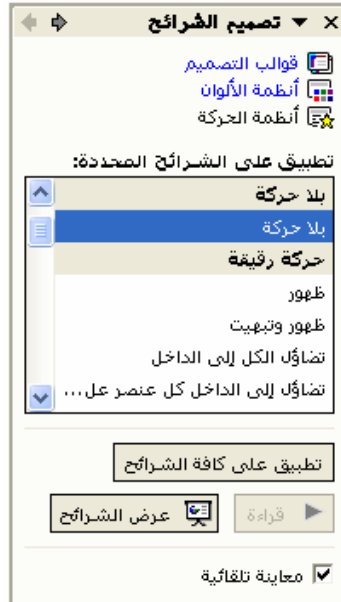 تصميم الشرائح
قوالب التصميم
أنظمة الألوان
أنظمة الحركة
تطبيق على الشرائح المحددة:
بلا حركة
بلا حركة
حركة رقيقة
ظهور
ظهور وتبهيت
تضاؤل الكل إلى الداخل
تضاؤل إلى الداخل كل عنصر عل...
تطبيق على كافة الشرائح
قراءة عرض الشرائح
معاينة تلقائية